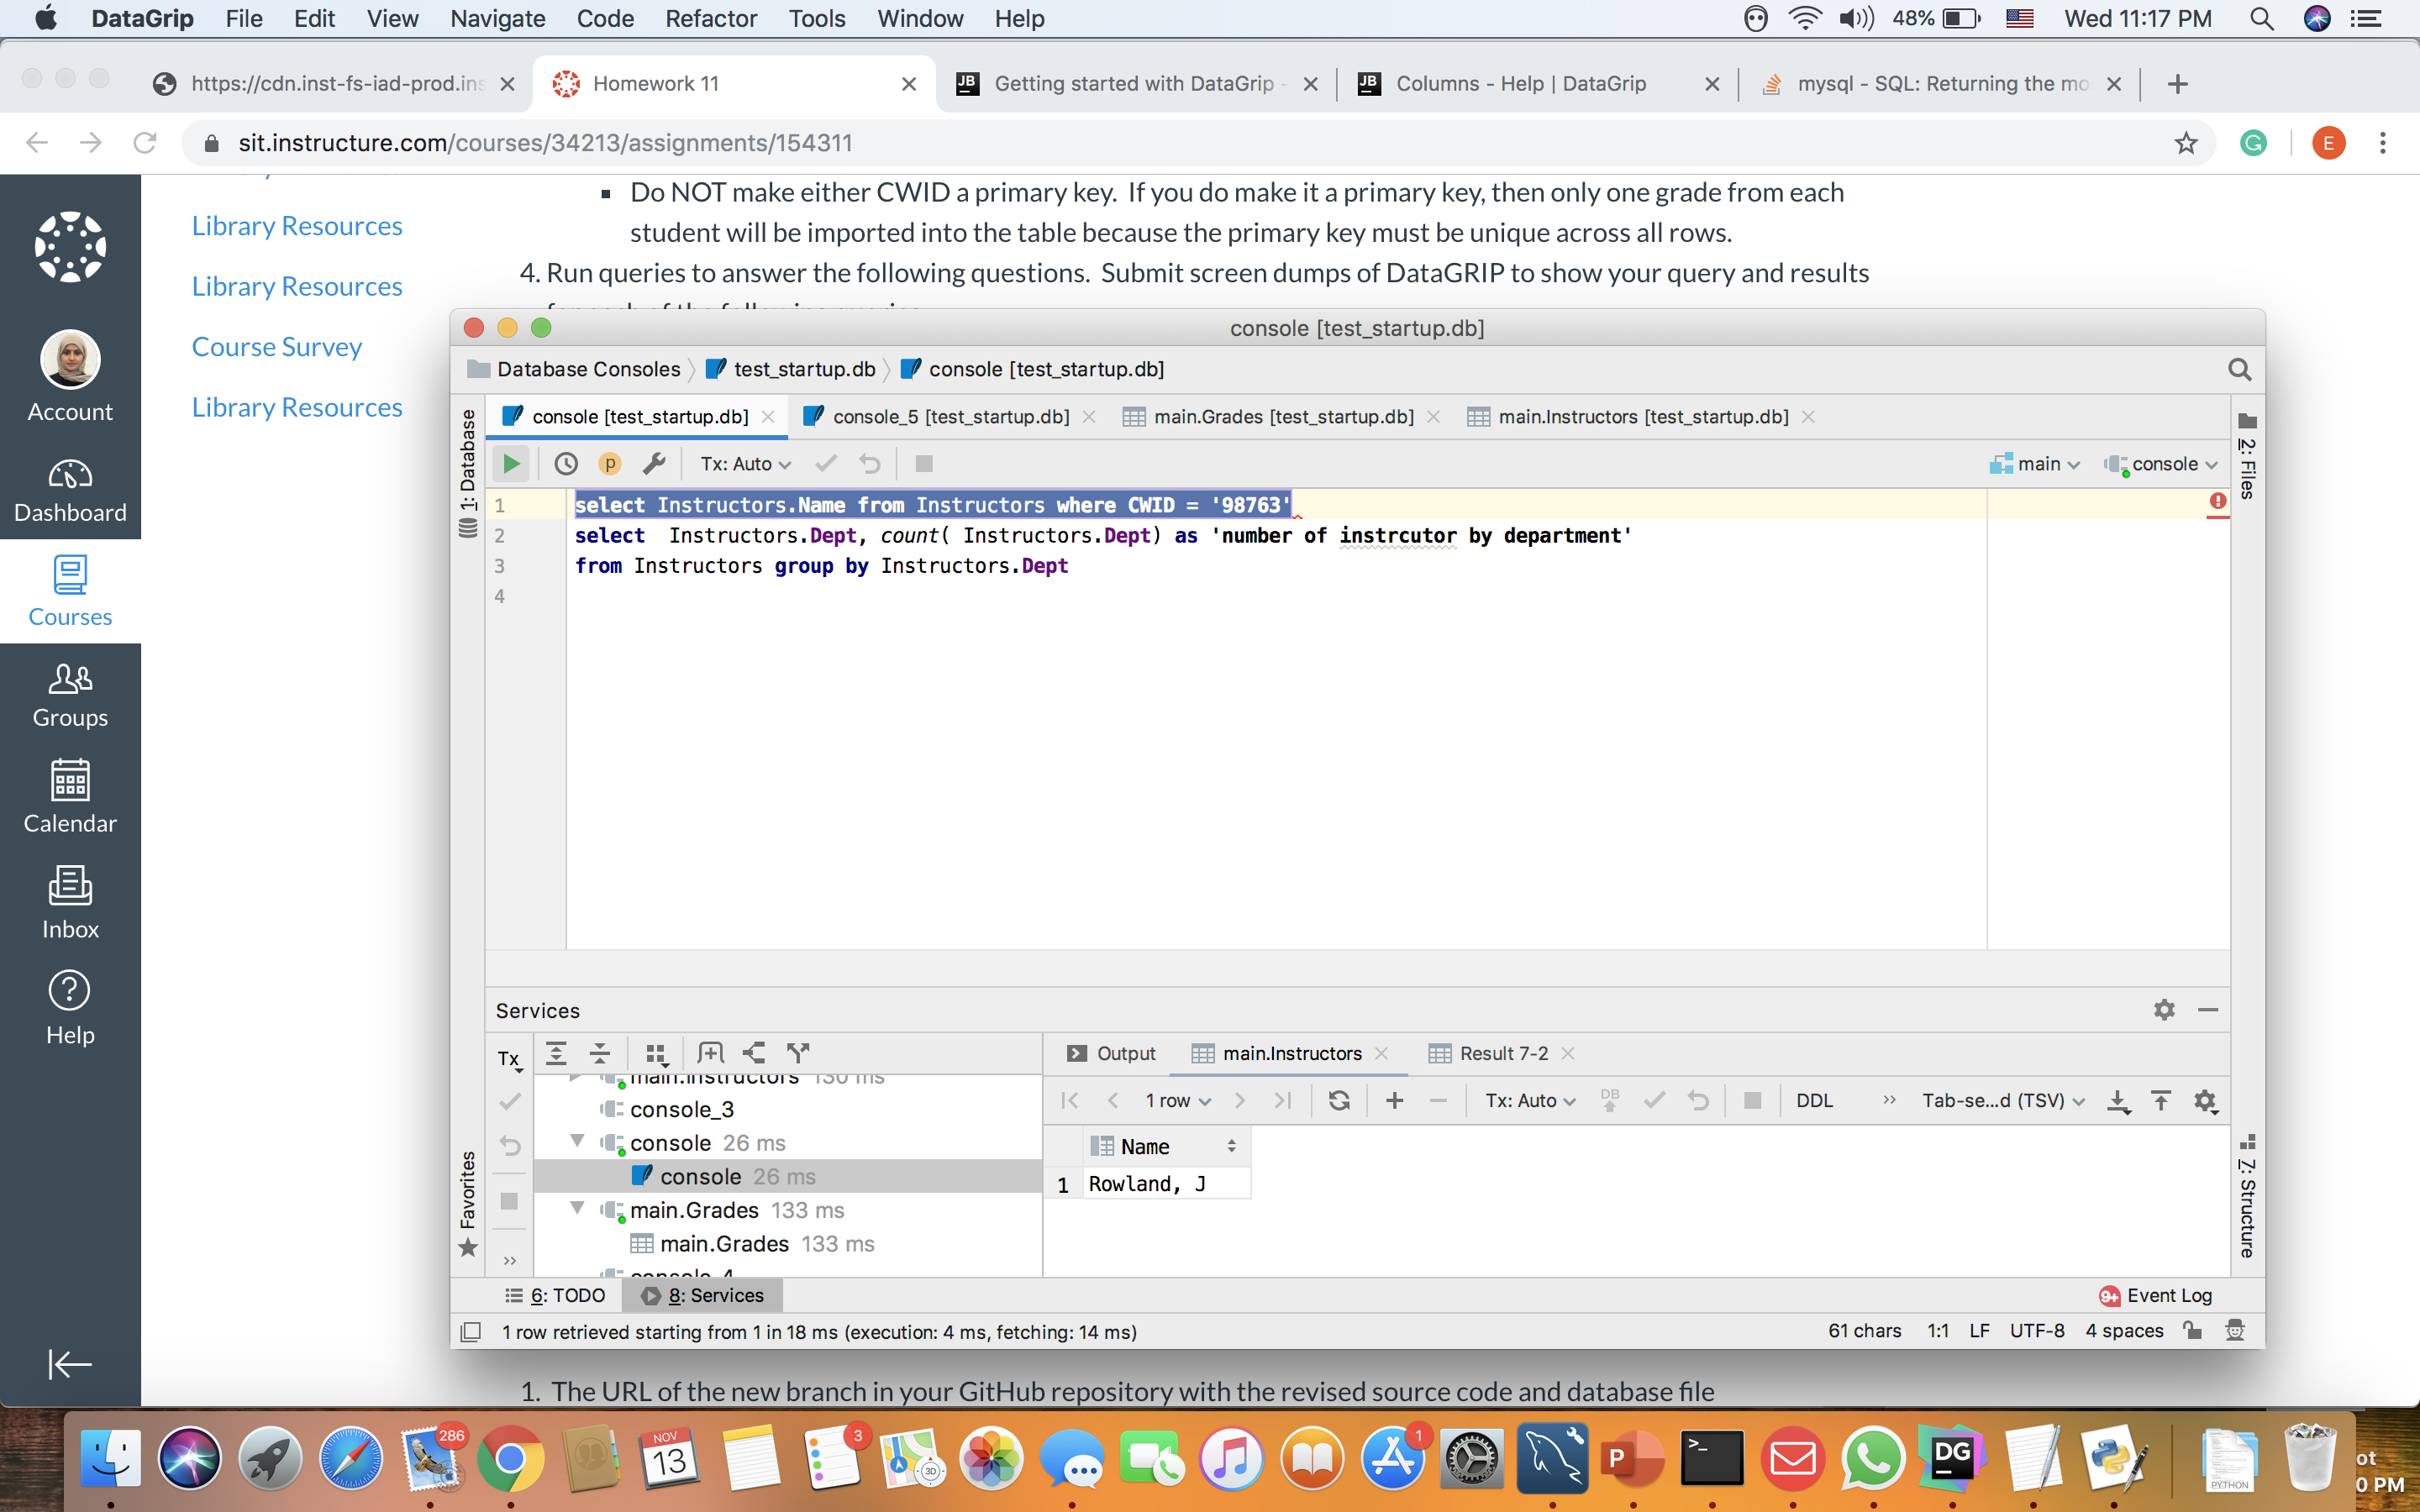 DataGrip File Edit View Navigate Code Refactor Tools Window Help 48% Wed 11:17 PM
https://cdn.inst-fs-iad-prod.ins Homework 11 Getting started with DataGrip - Columns - Help | DataGrip mysql - SQL: Returning the mo
sit.instructure.com/courses/34213/assignments/154311 E
▪ Do NOT make either CWID a primary key. If you do make it a primary key, then only one grade from each
student will be imported into the table because the primary key must be unique across all rows.
4. Run queries to answer the following questions. Submit screen dumps of DataGRIP to show your query and results
Library Resources
Library Resources
Course Survey
Library Resources
Account
Dashboard
Courses
Groups
Calendar
Inbox
Help
console [test_startup.db]
Database Consoles test_startup.db console [test_startup.db]
console [test_startup.db] console_5 [test_startup.db] main.Grades [test_startup.db] main.Instructors [test_startup.db]
1: Database
2: Files
Tx: Auto main console
1 select Instructors.Name from Instructors where CWID = '98763'
2 select Instructors.Dept, count( Instructors.Dept) as 'number of instrcutor by department'
3 from Instructors group by Instructors.Dept
4
Services
Tx
main.Instructors 130 ms
console_3
console 26 ms
console 26 ms
main.Grades 133 ms
main.Grades 133 ms
console_4
Output main.Instructors Result 7-2
1 row Tx: Auto DB DDL Tab-se...d (TSV)
Name
1 Rowland, J
Favorites
7: Structure
6: TODO 8: Services 9+ Event Log
1 row retrieved starting from 1 in 18 ms (execution: 4 ms, fetching: 14 ms) 61 chars 1:1 LF UTF-8 4 spaces
1. The URL of the new branch in your GitHub repository with the revised source code and database file
286
NOV
13
3
3D
1
P
>_
DG
PYTHON
ot
0 PM